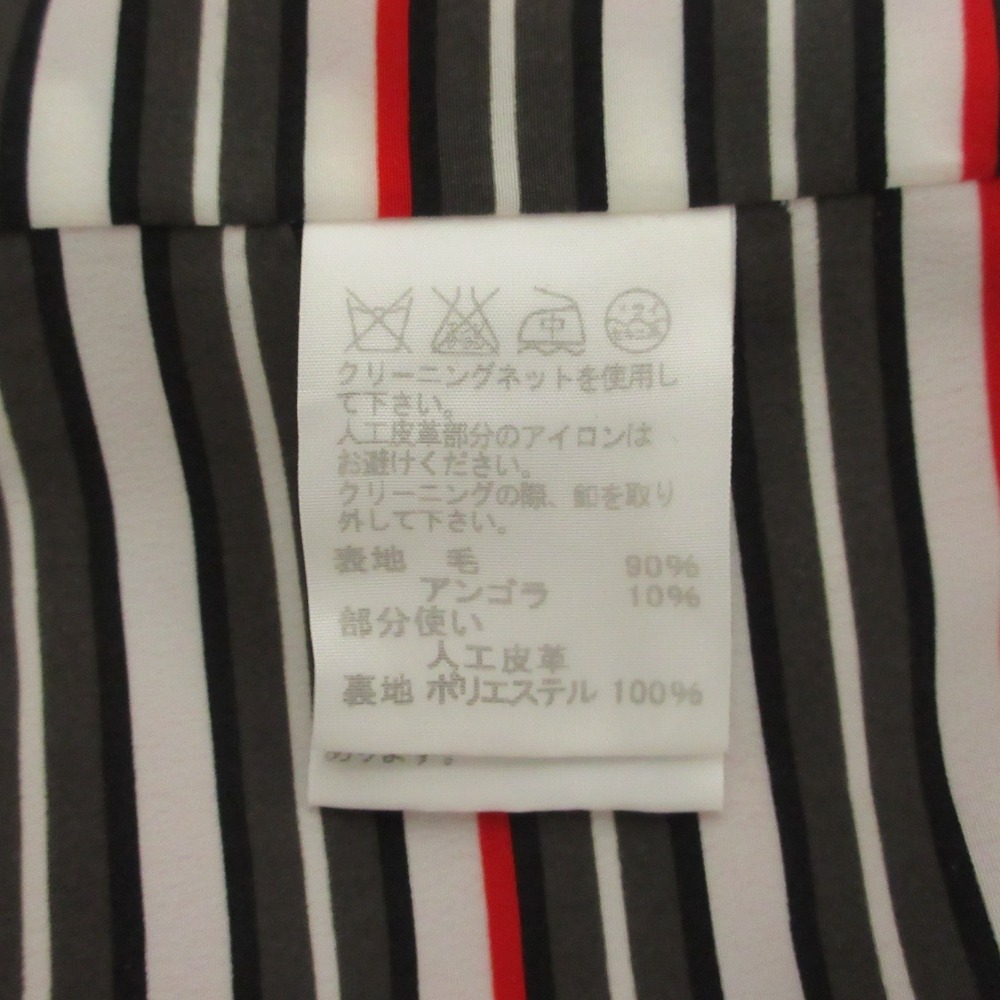 中
クリーニングネットを使用し
て下さい。
人工皮革部分のアイロンは
お避けください。
クリーニングの際、釦を取り
外して下さい。
表地 毛 90%
アンゴラ 10%
部分使い
人工皮革
裏地 ポリエステル 100%
あります。